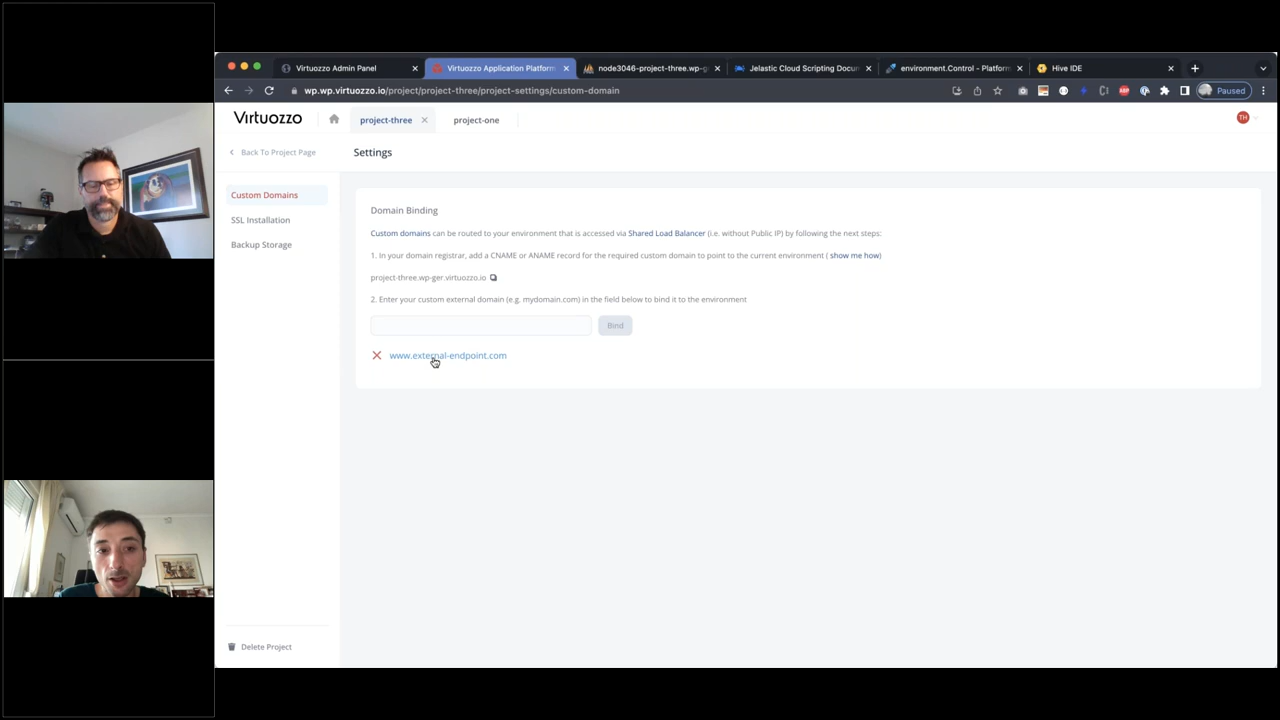 Virtuozzo Admin Panel
Virtuozzo Application Platform
node3046-project-three.wp-g
Jelastic Cloud Scripting Docu
environment.Control - Platform
Hive IDE
wp.wp.virtuozzo.io/project/project-three/project-settings/custom-domain
Paused
Virtuozzo
project-three
project-one
TH
Back To Project Page
Settings
Custom Domains
SSL Installation
Backup Storage
Domain Binding
Custom domains can be routed to your environment that is accessed via Shared Load Balancer (i.e. without Public IP) by following the next steps:
1. In your domain registrar, add a CNAME or ANAME record for the required custom domain to point to the current environment ( show me how)
project-three.wp-ger.virtuozzo.io
2. Enter your custom external domain (e.g. mydomain.com) in the field below to bind it to the environment
Bind
www.external-endpoint.com
Delete Project